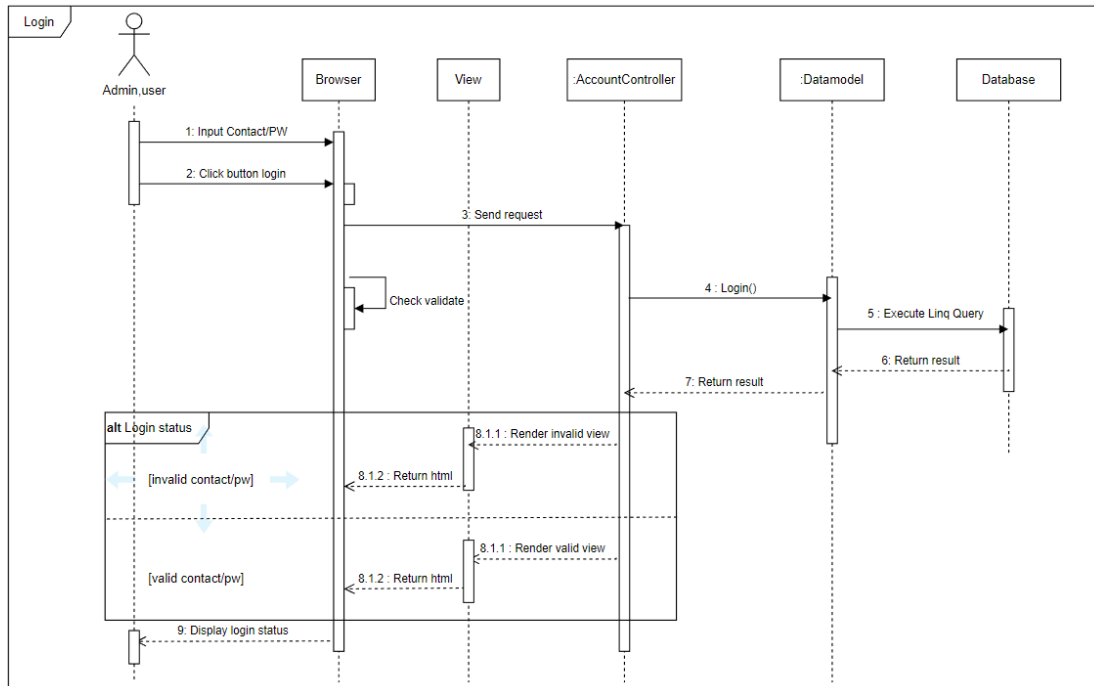 Login
Admin,user
Browser
View
:AccountController
:Datamodel
Database
1: Input Contact/PW
2: Click button login
3: Send request
Check validate
4 : Login()
5 : Execute Linq Query
6: Return result
7: Return result
alt Login status
8.1.1 : Render invalid view
[invalid contact/pw]
8.1.2 : Return html
8.1.1 : Render valid view
[valid contact/pw]
8.1.2 : Return html
9: Display login status